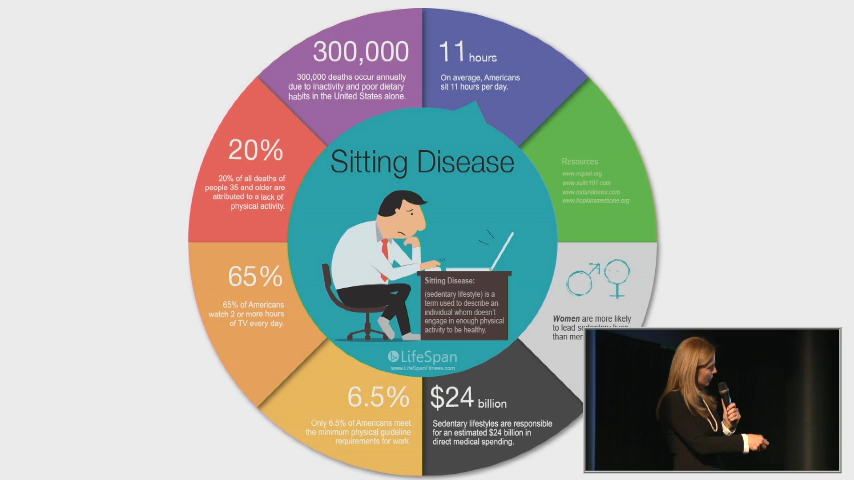 300,000
300,000 deaths occur annually
due to inactivity and poor dietary
habits in the United States alone.
11 hours
On average, Americans
sit 11 hours per day.
20%
20% of all deaths of
people 35 and older are
attributed to a lack of
physical activity.
Sitting Disease
Resources
65%
65% of Americans
watch 2 or more hours
of TV every day.
Sitting Disease:
(sedentary lifestyle) is a
term used to describe an
individual whom doesn't
engage in enough physical
activity to be healthy.
Women are more likely
to lead
than
LifeSpan
www.LifeSpanFitness.com
6.5%
Only 6.5% of Americans meet
the minimum physical guideline
requirements for work.
$24 billion
Sedentary lifestyles are responsible
for an estimated $24 billion in
direct medical spending.